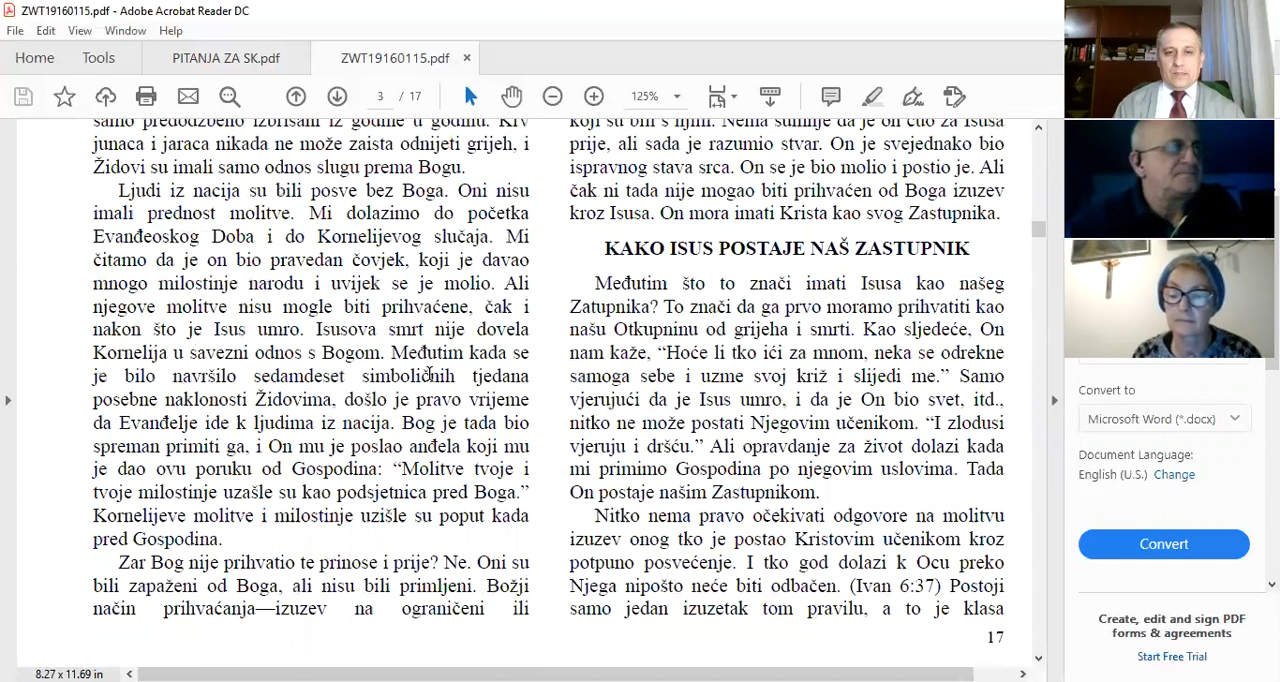 ZWT19160115.pdf - Adobe Acrobat Reader DC
File Edit View Window Help
Home Tools PITANJA ZA SK.pdf ZWT19160115.pdf ×
3 / 17 125%
samo predodžbeno izbrisani iz godine u godinu. Krv
junaca i jaraca nikada ne može zaista odnijeti grijeh, i
Židovi su imali samo odnos slugu prema Bogu.
Ljudi iz nacija su bili posve bez Boga. Oni nisu
imali prednost molitve. Mi dolazimo do početka
Evanđeoskog Doba i do Kornelijevog slučaja. Mi
čitamo da je on bio pravedan čovjek, koji je davao
mnogo milostinje narodu i uvijek se je molio. Ali
njegove molitve nisu mogle biti prihvaćene, čak i
nakon što je Isus umro. Isusova smrt nije dovela
Kornelija u savezni odnos s Bogom. Međutim kada se
je bilo navršilo sedamdeset simboličnih tjedana
posebne naklonosti Židovima, došlo je pravo vrijeme
da Evanđelje ide k ljudima iz nacija. Bog je tada bio
spreman primiti ga, i On mu je poslao anđela koji mu
je dao ovu poruku od Gospodina: “Molitve tvoje i
tvoje milostinje uzašle su kao podsjetnica pred Boga.”
Kornelijeve molitve i milostinje uzišle su poput kada
pred Gospodina.
Zar Bog nije prihvatio te prinose i prije? Ne. Oni su
bili zapaženi od Boga, ali nisu bili primljeni. Božji
način prihvaćanja—izuzev na ograničeni ili
koji su bili s njim. Nema sumnje da je on čuo za Isusa
prije, ali sada je razumio stvar. On je svejednako bio
ispravnog stava srca. On se je bio molio i postio je. Ali
čak ni tada nije mogao biti prihvaćen od Boga izuzev
kroz Isusa. On mora imati Krista kao svog Zastupnika.
KAKO ISUS POSTAJE NAŠ ZASTUPNIK
Međutim što to znači imati Isusa kao našeg
Zatupnika? To znači da ga prvo moramo prihvatiti kao
našu Otkupninu od grijeha i smrti. Kao sljedeće, On
nam kaže, “Hoće li tko ići za mnom, neka se odrekne
samoga sebe i uzme svoj križ i slijedi me.” Samo
vjerujući da je Isus umro, i da je On bio svet, itd.,
nitko ne može postati Njegovim učenikom. “I zlodusi
vjeruju i dršću.” Ali opravdanje za život dolazi kada
mi primimo Gospodina po njegovim uslovima. Tada
On postaje našim Zastupnikom.
Nitko nema pravo očekivati odgovore na molitvu
izuzev onog tko je postao Kristovim učenikom kroz
potpuno posvećenje. I tko god dolazi k Ocu preko
Njega nipošto neće biti odbačen. (Ivan 6:37) Postoji
samo jedan izuzetak tom pravilu, a to je klasa
17
8.27 x 11.69 in
Convert to
Microsoft Word (*.docx)
Document Language:
English (U.S.) Change
Convert
Create, edit and sign PDF
forms & agreements
Start Free Trial